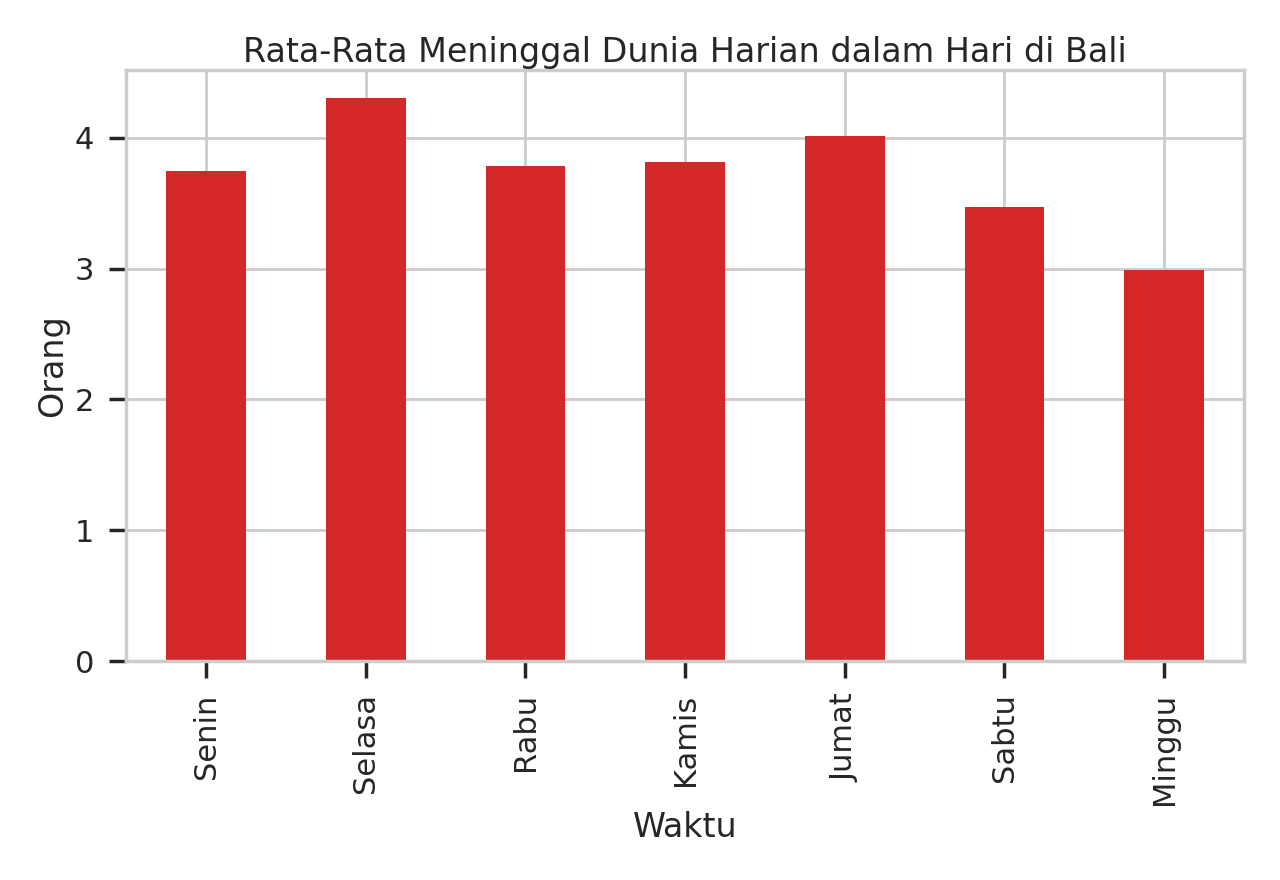 Rata-Rata Meninggal Dunia Harian dalam Hari di Bali
Orang
4
3
2
1
0
Senin
Selasa
Rabu
Kamis
Jumat
Sabtu
Minggu
Waktu